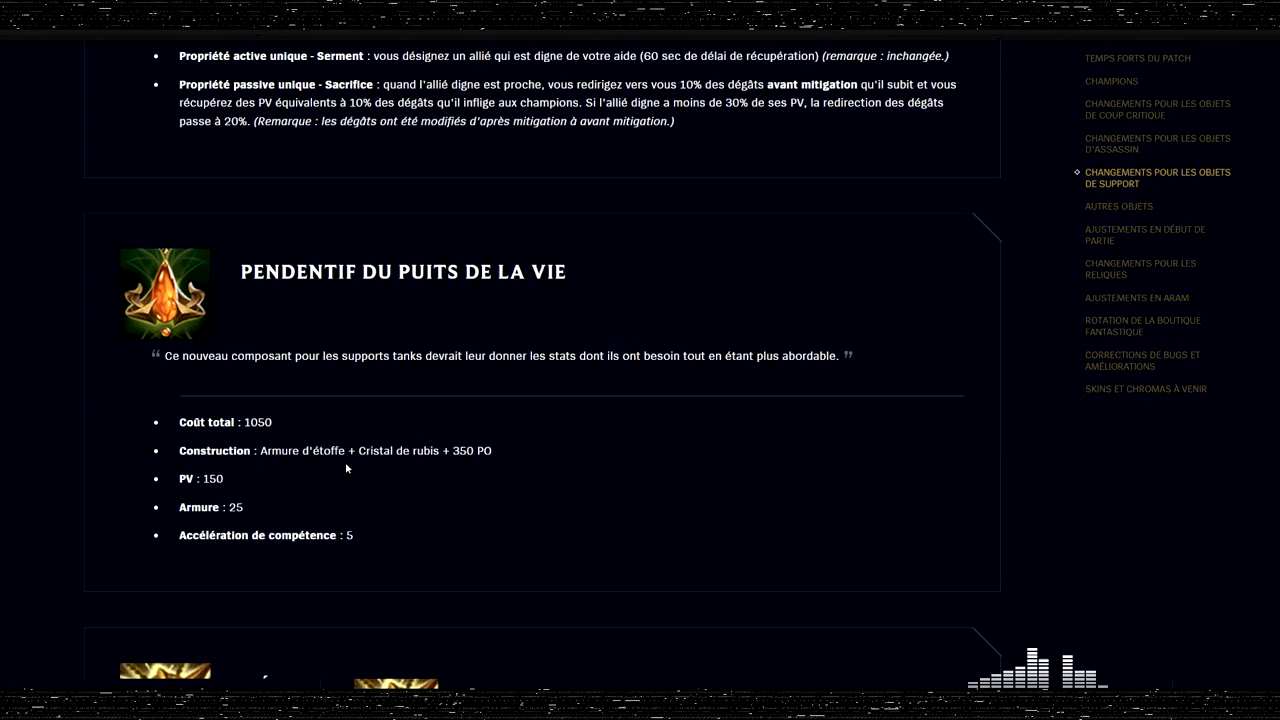 Propriété active unique - Serment : vous désignez un allié qui est digne de votre aide (60 sec de délai de récupération) (remarque : inchangée.)
Propriété passive unique - Sacrifice : quand l'allié digne est proche, vous redirigez vers vous 10% des dégâts avant mitigation qu'il subit et vous
récupérez des PV équivalents à 10% des dégâts qu'il inflige aux champions. Si l'allié digne a moins de 30% de ses PV, la redirection des dégâts
passe à 20%. (Remarque : les dégâts ont été modifiés d'après mitigation à avant mitigation.)
PENDENTIF DU PUITS DE LA VIE
“ Ce nouveau composant pour les supports tanks devrait leur donner les stats dont ils ont besoin tout en étant plus abordable. ”
Coût total : 1050
Construction : Armure d'étoffe + Cristal de rubis + 350 PO
PV : 150
Armure : 25
Accélération de compétence : 5
TEMPS FORTS DU PATCH
CHAMPIONS
CHANGEMENTS POUR LES OBJETS
DE COUP CRITIQUE
CHANGEMENTS POUR LES OBJETS
D'ASSASSIN
CHANGEMENTS POUR LES OBJETS
DE SUPPORT
AUTRES OBJETS
AJUSTEMENTS EN DÉBUT DE
PARTIE
CHANGEMENTS POUR LES
RELIQUES
AJUSTEMENTS EN ARAM
ROTATION DE LA BOUTIQUE
FANTASTIQUE
CORRECTIONS DE BUGS ET
AMÉLIORATIONS
SKINS ET CHROMAS À VENIR